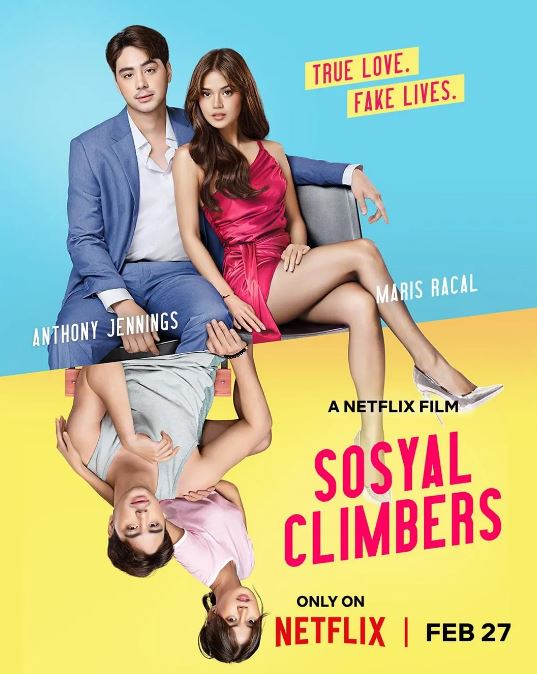 TRUE LOVE.
FAKE LIVES.
MARIS RACAL
ANTHONY JENNINGS
A NETFLIX FILM
SOSYAL
CLIMBERS
ONLY ON
NETFLIX | FEB 27